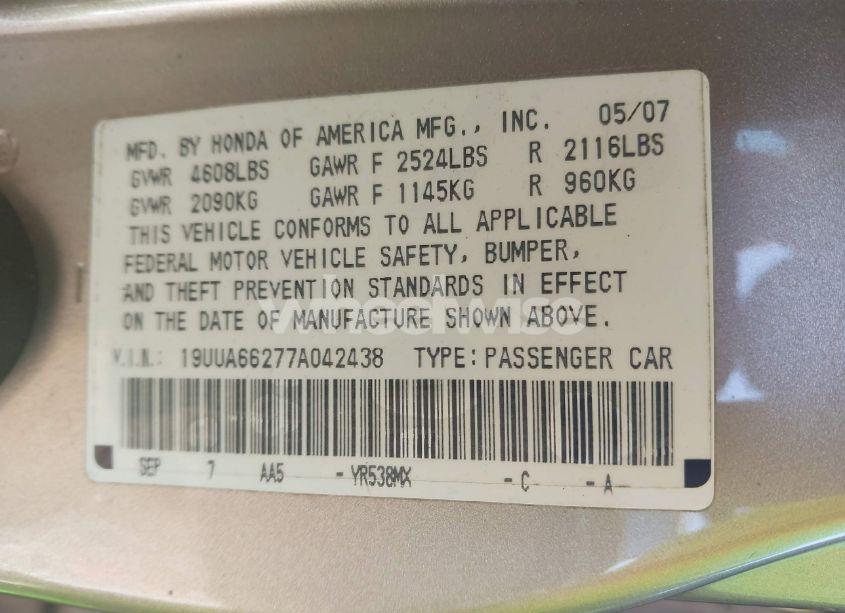 MFD. BY HONDA OF AMERICA MFG., INC. 05/07
GVWR 4608LBS GAWR F 2524LBS R 2116LBS
GVWR 2090KG GAWR F 1145KG R 960KG
THIS VEHICLE CONFORMS TO ALL APPLICABLE
FEDERAL MOTOR VEHICLE SAFETY, BUMPER,
AND THEFT PREVENTION STANDARDS IN EFFECT
ON THE DATE OF MANUFACTURE SHOWN ABOVE.
Wheelwise
V.I.N.: 19UUA66277A042438 TYPE: PASSENGER CAR
SEP 7 AA5 - YR538MX - C - A